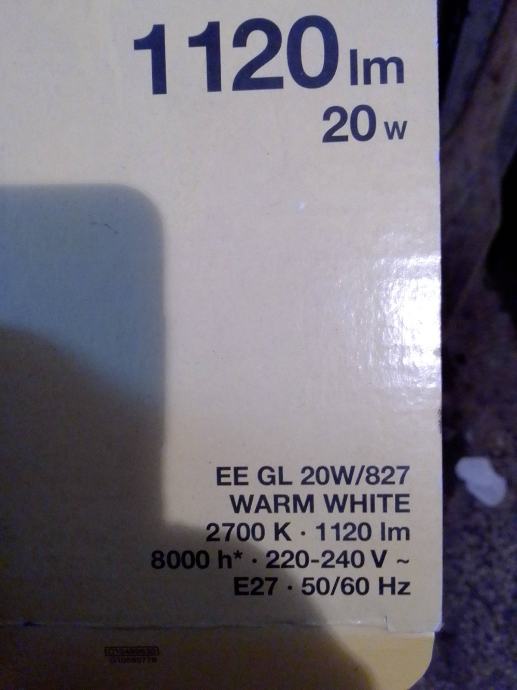 1120 lm
20 W
EE GL 20W/827
WARM WHITE
2700 K · 1120 lm
8000 h* · 220-240 V ~
E27 · 50/60 Hz